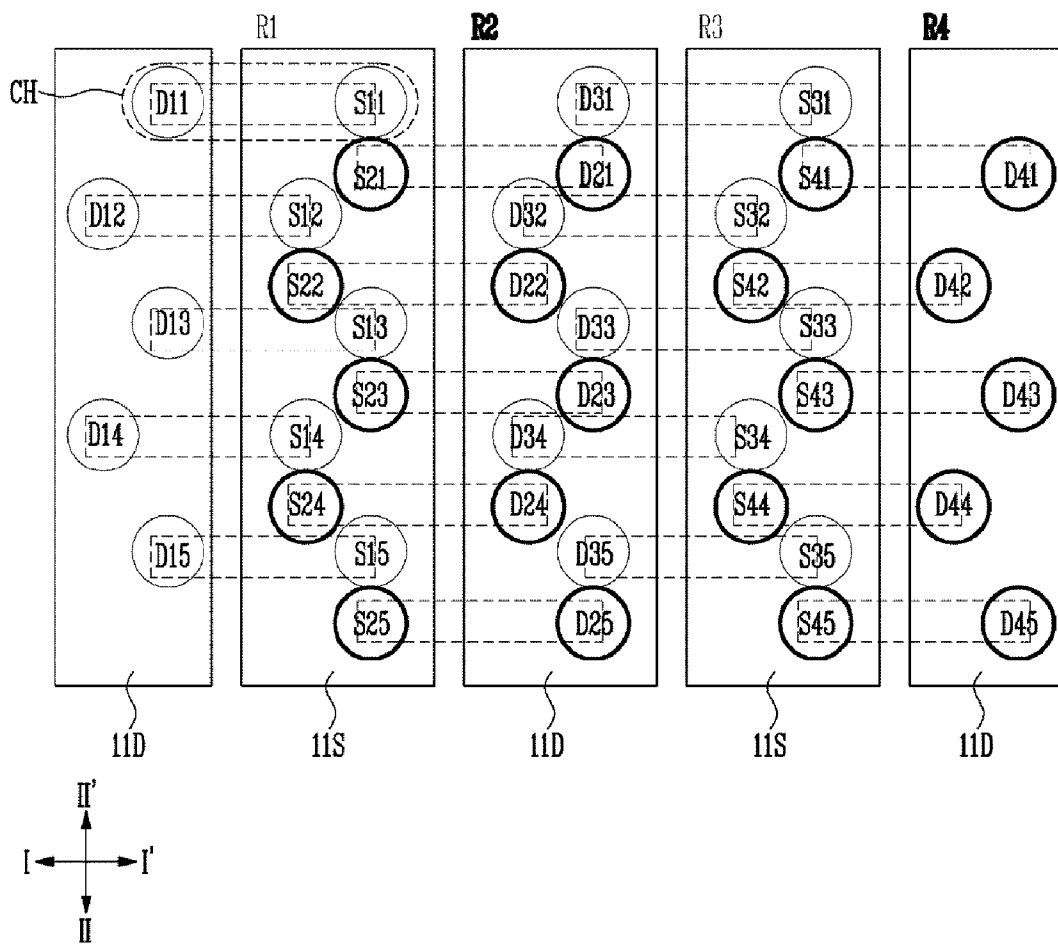 R1 R2 R3 R4
CH D11 S11 D31 S31
S21 D21 S41 D41
D12 S12 D32 S32
S22 D22 S42 D42
D13 S13 D33 S33
S23 D23 S43 D43
D14 S14 D34 S34
S24 D24 S44 D44
D15 S15 D35 S35
S25 D25 S45 D45
11D 11S 11D 11S 11D
II'
I I'
II